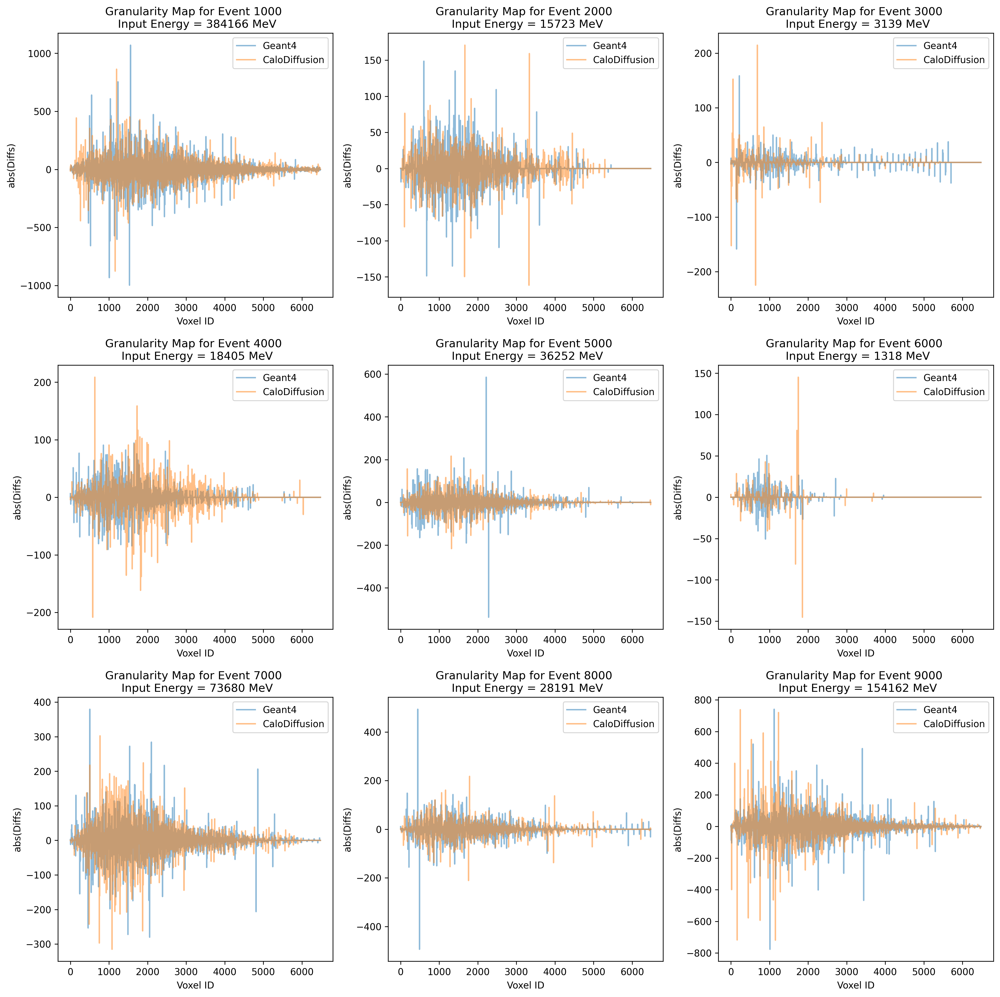 Granularity Map for Event 1000
Input Energy = 384166 MeV
Geant4
CaloDiffusion
abs(Diffs)
1000
500
0
−500
−1000
0 1000 2000 3000 4000 5000 6000
Voxel ID
Granularity Map for Event 2000
Input Energy = 15723 MeV
Geant4
CaloDiffusion
abs(Diffs)
150
100
50
0
−50
−100
−150
0 1000 2000 3000 4000 5000 6000
Voxel ID
Granularity Map for Event 3000
Input Energy = 3139 MeV
Geant4
CaloDiffusion
abs(Diffs)
200
100
0
−100
−200
0 1000 2000 3000 4000 5000 6000
Voxel ID
Granularity Map for Event 4000
Input Energy = 18405 MeV
Geant4
CaloDiffusion
abs(Diffs)
200
100
0
−100
−200
0 1000 2000 3000 4000 5000 6000
Voxel ID
Granularity Map for Event 5000
Input Energy = 36252 MeV
Geant4
CaloDiffusion
abs(Diffs)
600
400
200
0
−200
−400
0 1000 2000 3000 4000 5000 6000
Voxel ID
Granularity Map for Event 6000
Input Energy = 1318 MeV
Geant4
CaloDiffusion
abs(Diffs)
150
100
50
0
−50
−100
−150
0 1000 2000 3000 4000 5000 6000
Voxel ID
Granularity Map for Event 7000
Input Energy = 73680 MeV
Geant4
CaloDiffusion
abs(Diffs)
400
300
200
100
0
−100
−200
−300
0 1000 2000 3000 4000 5000 6000
Voxel ID
Granularity Map for Event 8000
Input Energy = 28191 MeV
Geant4
CaloDiffusion
abs(Diffs)
400
200
0
−200
−400
0 1000 2000 3000 4000 5000 6000
Voxel ID
Granularity Map for Event 9000
Input Energy = 154162 MeV
Geant4
CaloDiffusion
abs(Diffs)
800
600
400
200
0
−200
−400
−600
−800
0 1000 2000 3000 4000 5000 6000
Voxel ID